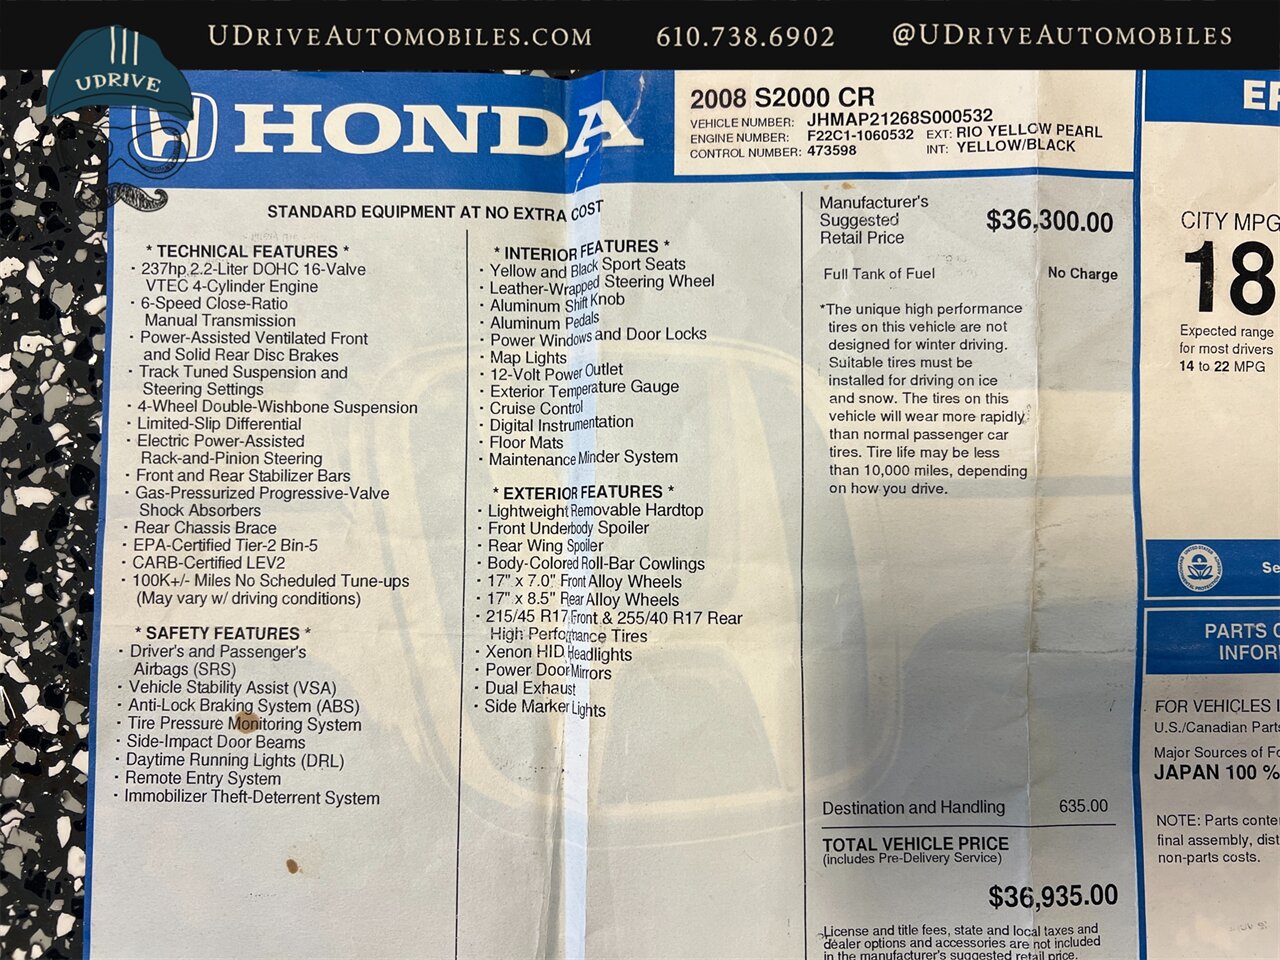 UDriveAutomobiles.com 610.738.6902 @UDriveAutomobiles
UDRIVE
HONDA
2008 S2000 CR
VEHICLE NUMBER: JHMAP21268S000532
ENGINE NUMBER: F22C1-1060532 EXT: RIO YELLOW PEARL
CONTROL NUMBER: 473598 INT: YELLOW/BLACK
STANDARD EQUIPMENT AT NO EXTRA COST
* TECHNICAL FEATURES *
· 237hp 2.2-Liter DOHC 16-Valve
VTEC 4-Cylinder Engine
· 6-Speed Close-Ratio
Manual Transmission
· Power-Assisted Ventilated Front
and Solid Rear Disc Brakes
· Track Tuned Suspension and
Steering Settings
· 4-Wheel Double-Wishbone Suspension
· Limited-Slip Differential
· Electric Power-Assisted
Rack-and-Pinion Steering
· Front and Rear Stabilizer Bars
· Gas-Pressurized Progressive-Valve
Shock Absorbers
· Rear Chassis Brace
· EPA-Certified Tier-2 Bin-5
· CARB-Certified LEV2
· 100K+/- Miles No Scheduled Tune-ups
(May vary w/ driving conditions)
* SAFETY FEATURES *
· Driver's and Passenger's
Airbags (SRS)
· Vehicle Stability Assist (VSA)
· Anti-Lock Braking System (ABS)
· Tire Pressure Monitoring System
· Side-Impact Door Beams
· Daytime Running Lights (DRL)
· Remote Entry System
· Immobilizer Theft-Deterrent System
* INTERIOR FEATURES *
· Yellow and Black Sport Seats
· Leather-Wrapped Steering Wheel
· Aluminum Shift Knob
· Aluminum Pedals
· Power Windows and Door Locks
· Map Lights
· 12-Volt Power Outlet
· Exterior Temperature Gauge
· Cruise Control
· Digital Instrumentation
· Floor Mats
· Maintenance Minder System
* EXTERIOR FEATURES *
· Lightweight Removable Hardtop
· Front Underbody Spoiler
· Rear Wing Spoiler
· Body-Colored Roll-Bar Cowlings
· 17" x 7.0" Front Alloy Wheels
· 17" x 8.5" Rear Alloy Wheels
· 215/45 R17 Front & 255/40 R17 Rear
High Performance Tires
· Xenon HID Headlights
· Power Door Mirrors
· Dual Exhaust
· Side Marker Lights
Manufacturer's
Suggested
Retail Price $36,300.00
Full Tank of Fuel No Charge
*The unique high performance
tires on this vehicle are not
designed for winter driving.
Suitable tires must be
installed for driving on ice
and snow. The tires on this
vehicle will wear more rapidly
than normal passenger car
tires. Tire life may be less
than 10,000 miles, depending
on how you drive.
Destination and Handling 635.00
TOTAL VEHICLE PRICE
(includes Pre-Delivery Service)
$36,935.00
License and title fees, state and local taxes and
dealer options and accessories are not included
in the manufacturer's suggested retail price.
CITY MPG
18
Expected range
for most drivers
14 to 22 MPG
PARTS
INFOR
FOR VEHICLES
U.S./Canadian Parts
Major Sources of
JAPAN 100 %
NOTE: Parts conte
final assembly, dist
non-parts costs.